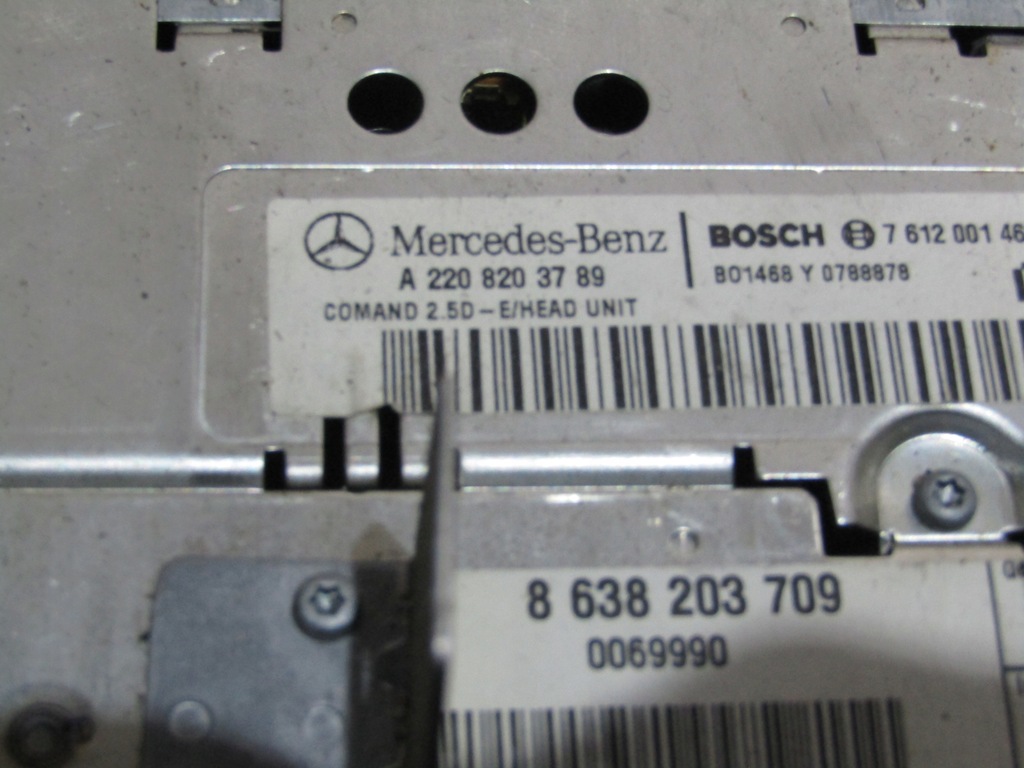 Mercedes-Benz
A 220 820 37 89
COMAND 2.5D-E/HEAD UNIT
BOSCH 7 612 001 46
BO1468 Y 0788878
8 638 203 709
0069990